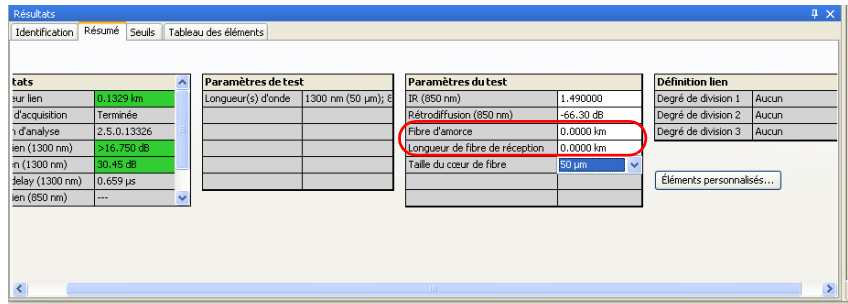 Résultats
Identification Résumé Seuils Tableau des éléments
tats
eur lien 0.1329 km
d'acquisition Terminée
d'analyse 2.5.0.13326
ien (1300 nm) >16.750 dB
n (1300 nm) 30.45 dB
delay (1300 nm) 0.659 µs
ien (850 nm) ---
Paramètres de test
Longueur(s) d'onde 1300 nm (50 µm); 8
Paramètres du test
IR (850 nm) 1.490000
Rétrodiffusion (850 nm) -66.30 dB
Fibre d'amorce 0.0000 km
Longueur de fibre de réception 0.0000 km
Taille du cœur de fibre 50 µm
Définition lien
Degré de division 1 Aucun
Degré de division 2 Aucun
Degré de division 3 Aucun
Éléments personnalisés...